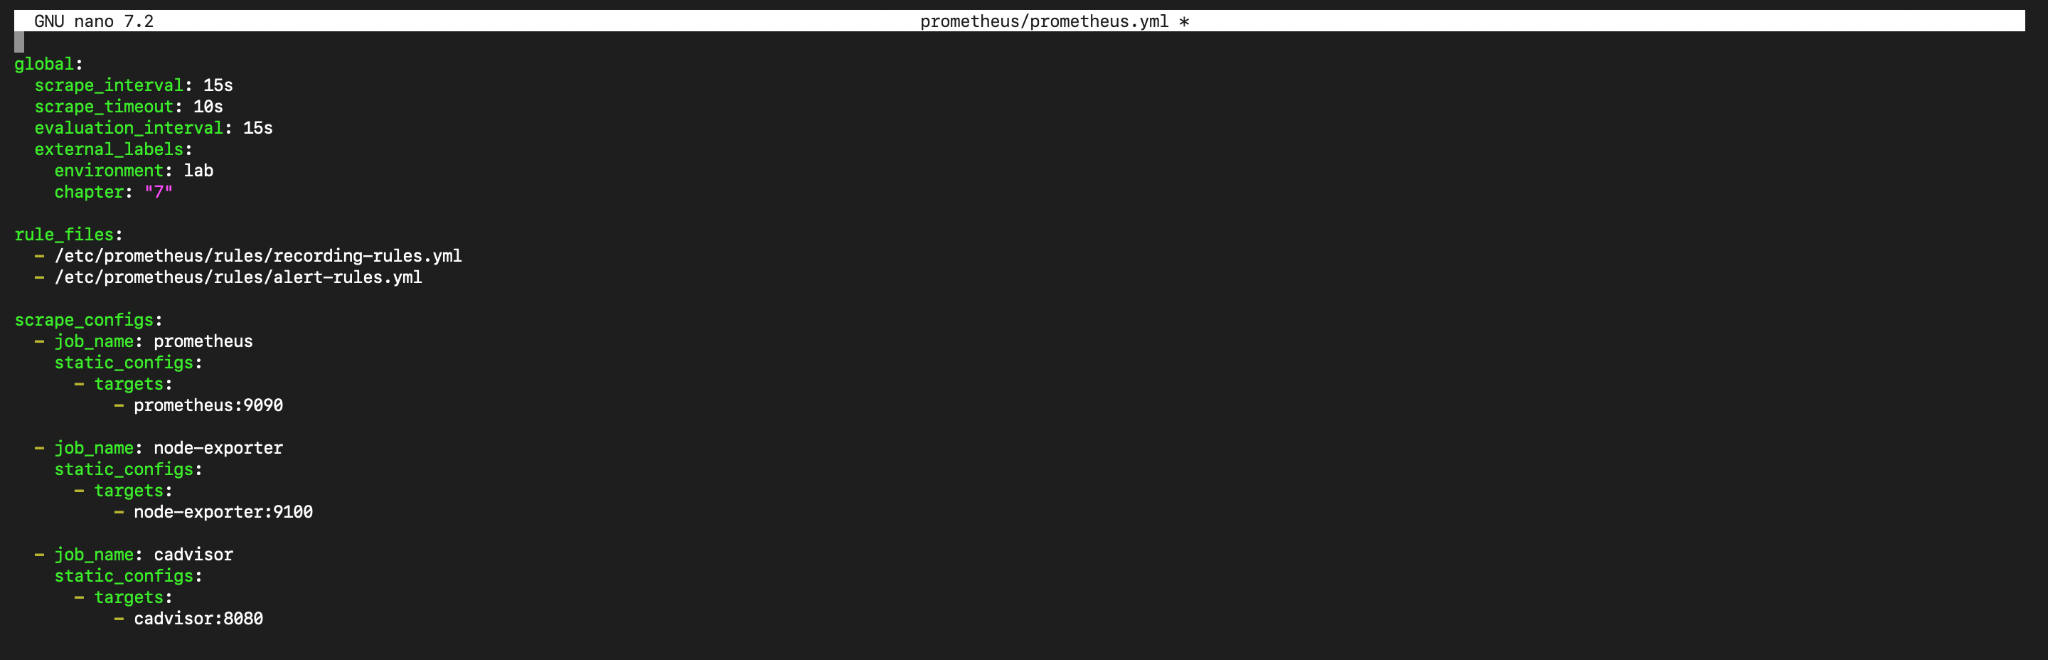 GNU nano 7.2 prometheus/prometheus.yml *
global:
  scrape_interval: 15s
  scrape_timeout: 10s
  evaluation_interval: 15s
  external_labels:
    environment: lab
    chapter: "7"

rule_files:
  - /etc/prometheus/rules/recording-rules.yml
  - /etc/prometheus/rules/alert-rules.yml

scrape_configs:
  - job_name: prometheus
    static_configs:
      - targets:
          - prometheus:9090

  - job_name: node-exporter
    static_configs:
      - targets:
          - node-exporter:9100

  - job_name: cadvisor
    static_configs:
      - targets:
          - cadvisor:8080